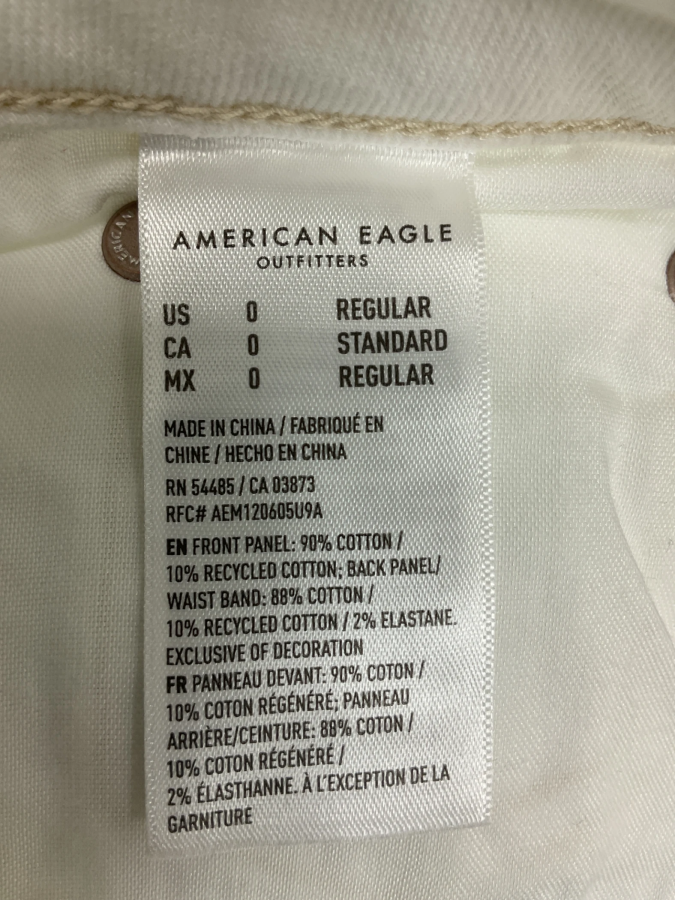 AMERICAN EAGLE
OUTFITTERS
US 0 REGULAR
CA 0 STANDARD
MX 0 REGULAR
MADE IN CHINA / FABRIQUÉ EN
CHINE / HECHO EN CHINA
RN 54485 / CA 03873
RFC# AEM120605U9A
EN FRONT PANEL: 90% COTTON /
10% RECYCLED COTTON; BACK PANEL/
WAIST BAND: 88% COTTON /
10% RECYCLED COTTON / 2% ELASTANE.
EXCLUSIVE OF DECORATION
FR PANNEAU DEVANT: 90% COTON /
10% COTON RÉGÉNÉRÉ; PANNEAU
ARRIÈRE/CEINTURE: 88% COTON /
10% COTON RÉGÉNÉRÉ /
2% ÉLASTHANNE. À L'EXCEPTION DE LA
GARNITURE
AMERICAN